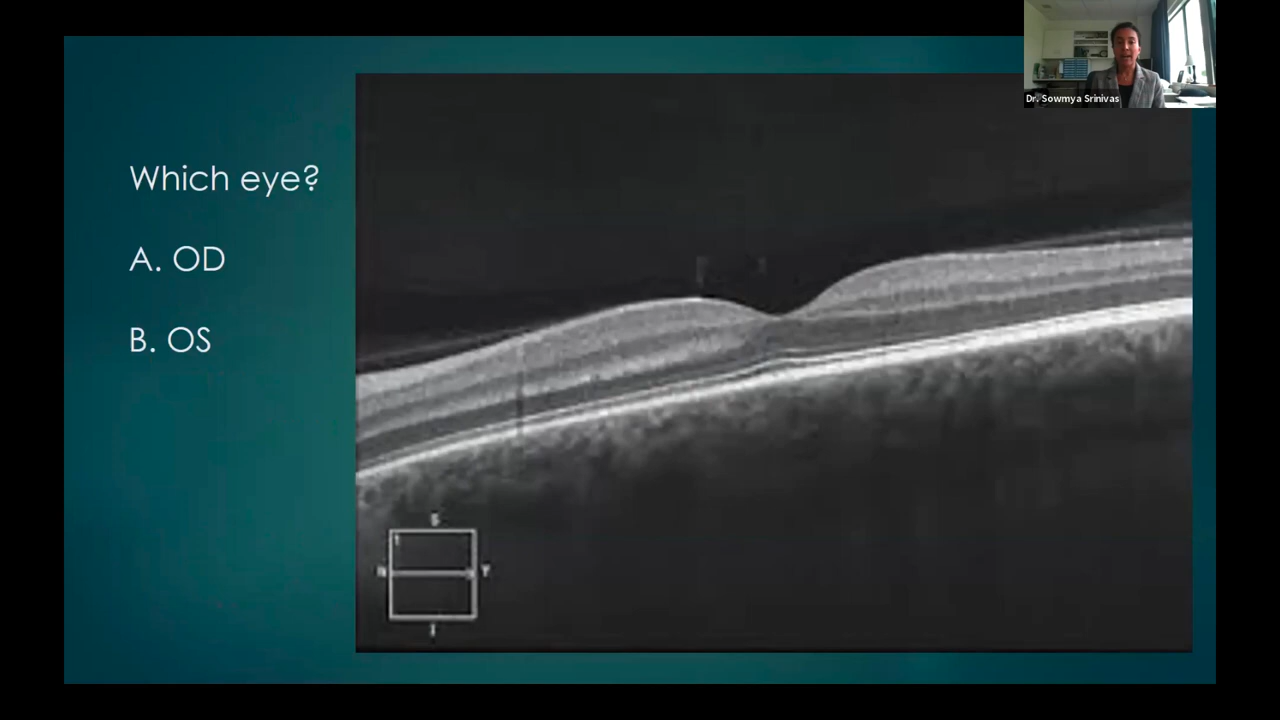 Dr. Sowmya Srinivas
Which eye?
A. OD
B. OS
S
N T
I